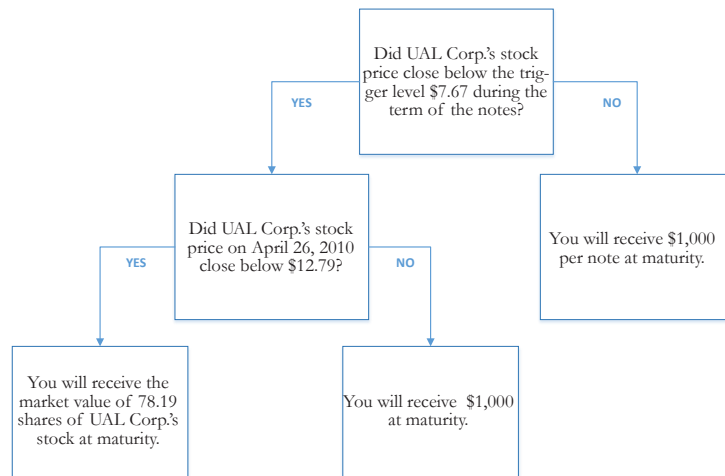 Did UAL Corp.'s stock
price close below the trig-
ger level $7.67 during the
term of the notes?
YES
NO
Did UAL Corp.'s stock
price on April 26, 2010
close below $12.79?
You will receive $1,000
per note at maturity.
YES
NO
You will receive the
market value of 78.19
shares of UAL Corp.'s
stock at maturity.
You will receive $1,000
at maturity.